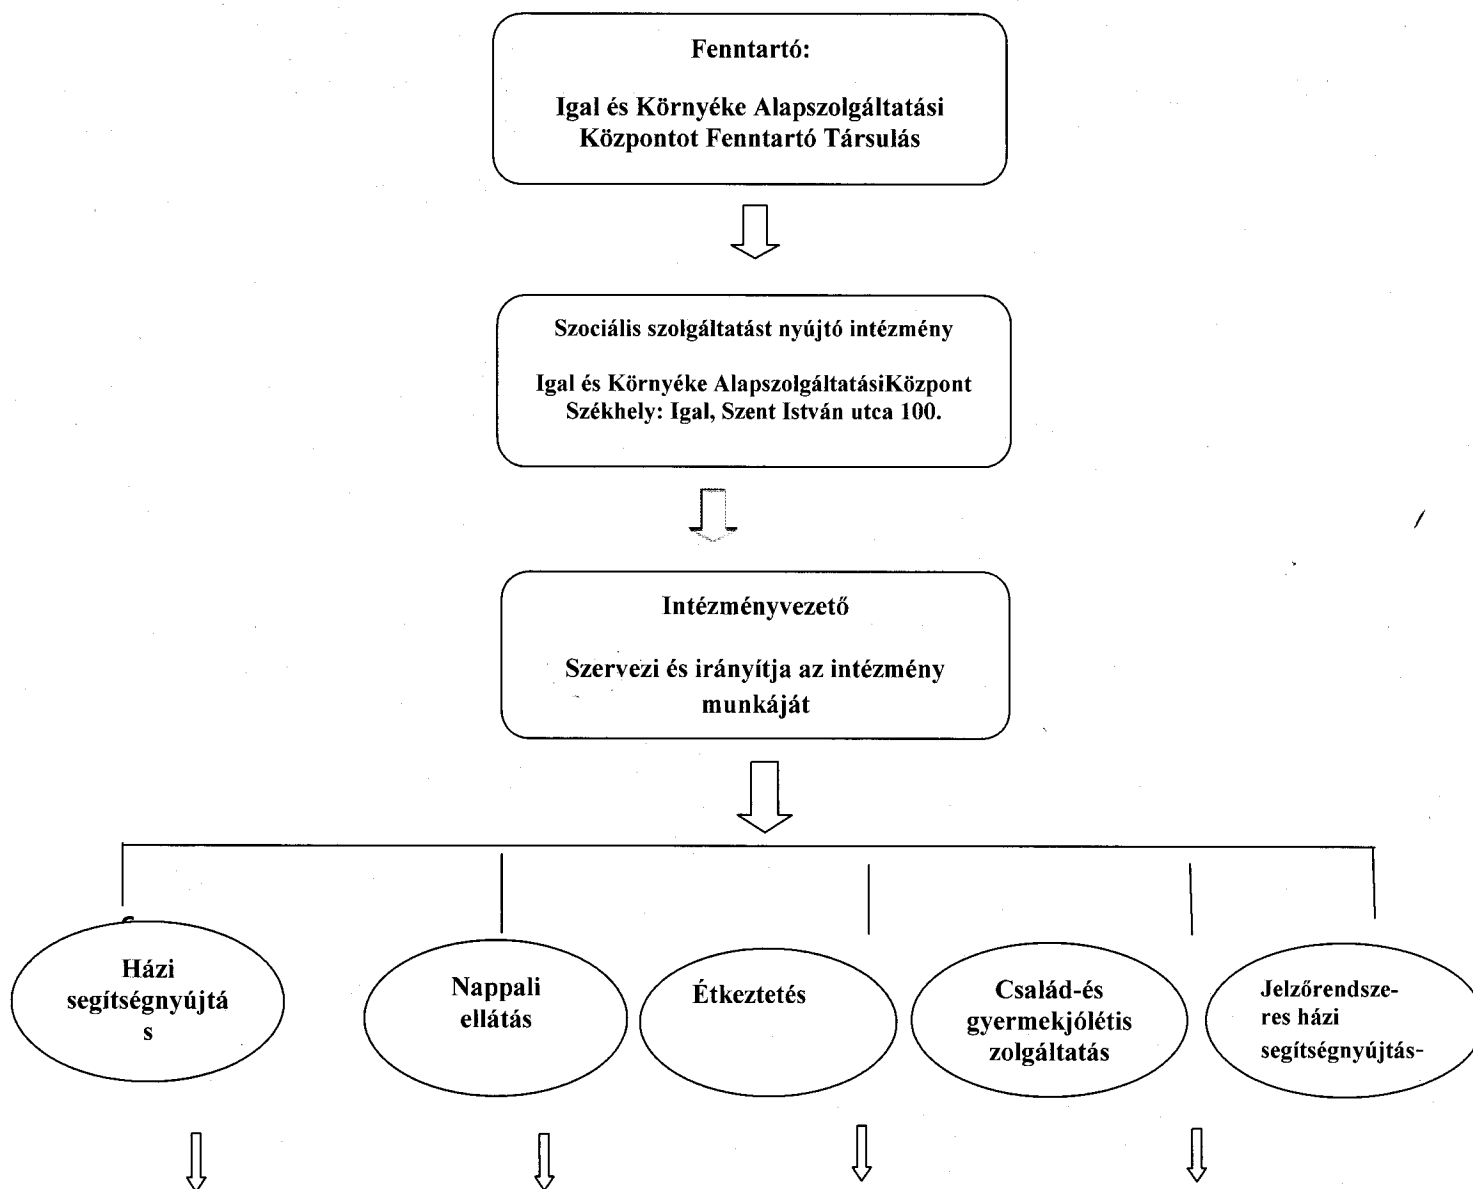 Fenntartó:
Igal és Környéke Alapszolgáltatási
Központot Fenntartó Társulás
Szociális szolgáltatást nyújtó intézmény
Igal és Környéke AlapszolgáltatásiKözpont
Székhely: Igal, Szent István utca 100.
Intézményvezető
Szervezi és irányítja az intézmény
munkáját
Házi
segítségnyújtá
s
Nappali
ellátás
Étkeztetés
Család-és
gyermekjólétis
zolgáltatás
Jelzőrendsze-
res házi
segítségnyújtás-